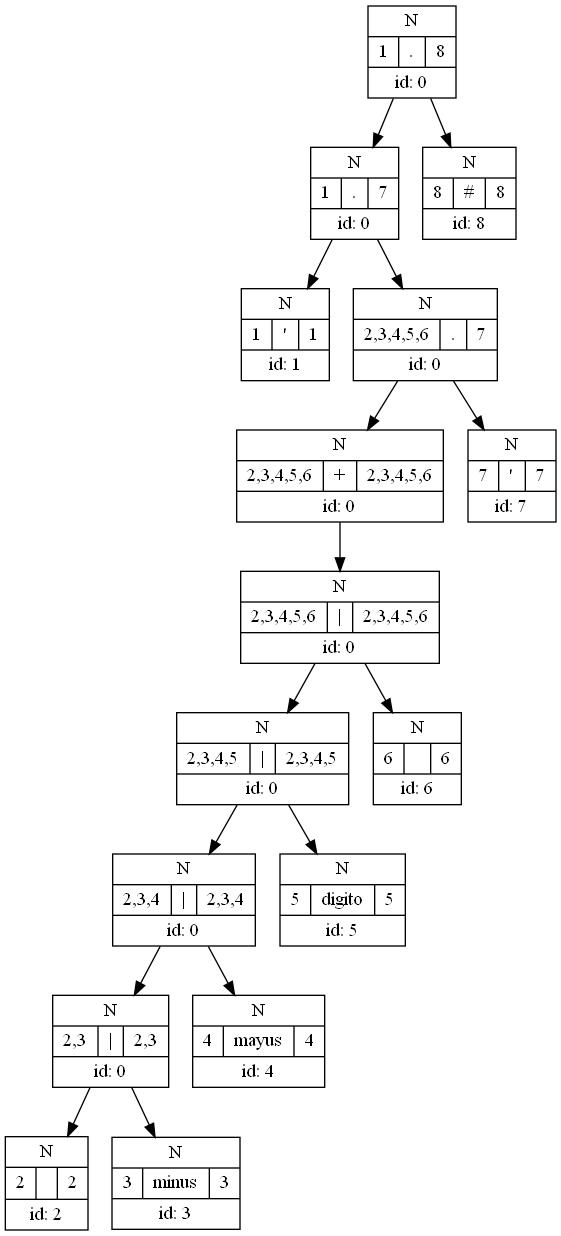 N
1 . 8
id: 0
N
1 . 7
id: 0
N
8 # 8
id: 8
N
1 ' 1
id: 1
N
2,3,4,5,6 . 7
id: 0
N
2,3,4,5,6 + 2,3,4,5,6
id: 0
N
7 ' 7
id: 7
N
2,3,4,5,6 | 2,3,4,5,6
id: 0
N
2,3,4,5 | 2,3,4,5
id: 0
N
6 6
id: 6
N
2,3,4 | 2,3,4
id: 0
N
5 digito 5
id: 5
N
2,3 | 2,3
id: 0
N
4 mayus 4
id: 4
N
2 2
id: 2
N
3 minus 3
id: 3